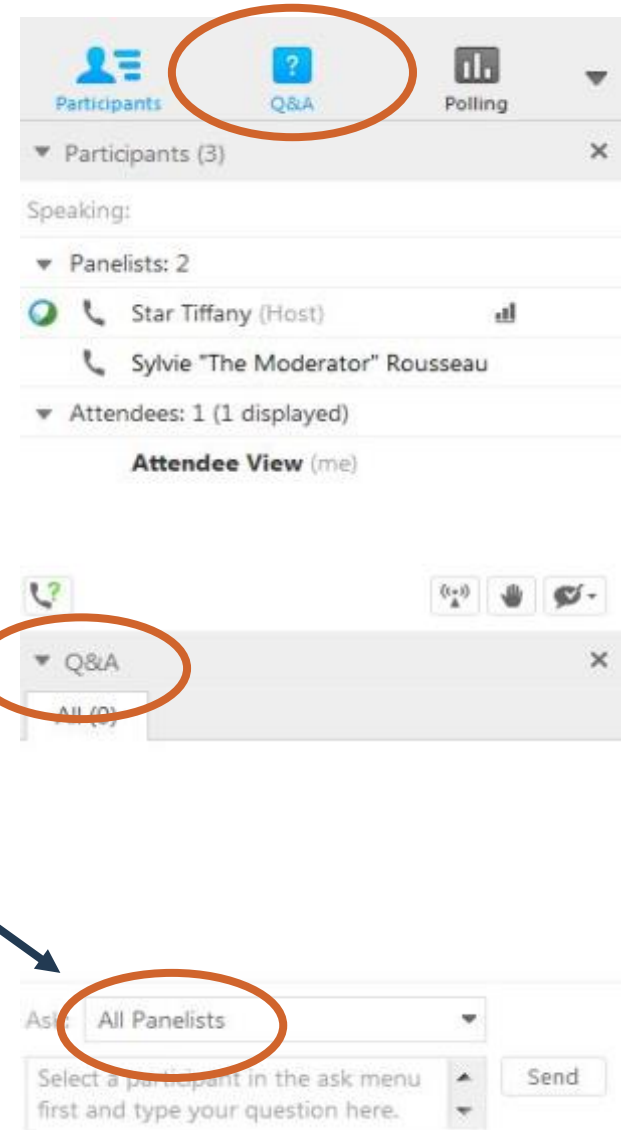 Participants Q&A Polling
Participants (3)
Speaking:
Panelists: 2
Star Tiffany (Host)
Sylvie "The Moderator" Rousseau
Attendees: 1 (1 displayed)
Attendee View (me)
Q&A
All (0)
Ask: All Panelists
Select a participant in the ask menu
first and type your question here.
Send